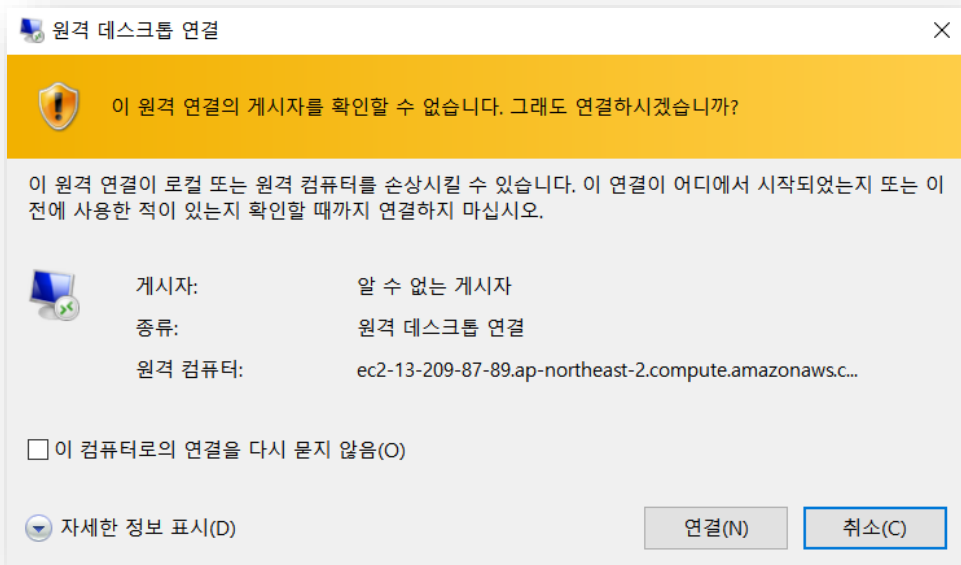 원격 데스크톱 연결
이 원격 연결의 게시자를 확인할 수 없습니다. 그래도 연결하시겠습니까?
이 원격 연결이 로컬 또는 원격 컴퓨터를 손상시킬 수 있습니다. 이 연결이 어디에서 시작되었는지 또는 이
전에 사용한 적이 있는지 확인할 때까지 연결하지 마십시오.
게시자: 알 수 없는 게시자
종류: 원격 데스크톱 연결
원격 컴퓨터: ec2-13-209-87-89.ap-northeast-2.compute.amazonaws.c...
이 컴퓨터로의 연결을 다시 묻지 않음(O)
자세한 정보 표시(D) 연결(N) 취소(C)